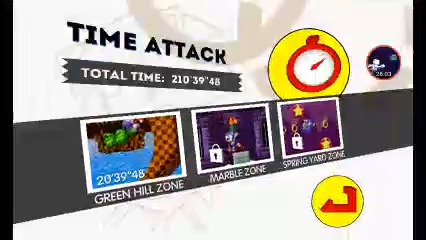 TIME ATTACK
TOTAL TIME: 210'39"48
20'39"48
GREEN HILL ZONE
MARBLE ZONE
SPRING YARD ZONE
26:03